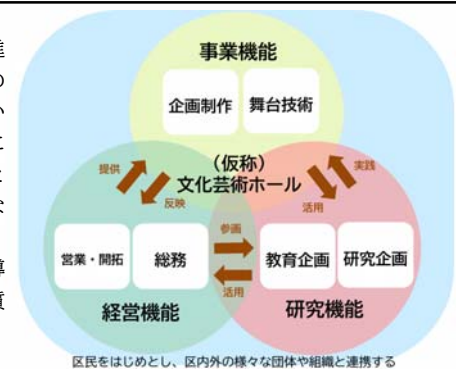 事業機能
企画制作
舞台技術
提供
反映
(仮称)
文化芸術ホール
実践
活用
営業・開拓
総務
参画
活用
教育企画
研究企画
経営機能
研究機能
区民をはじめとし、区内外の様々な団体や組織と連携する